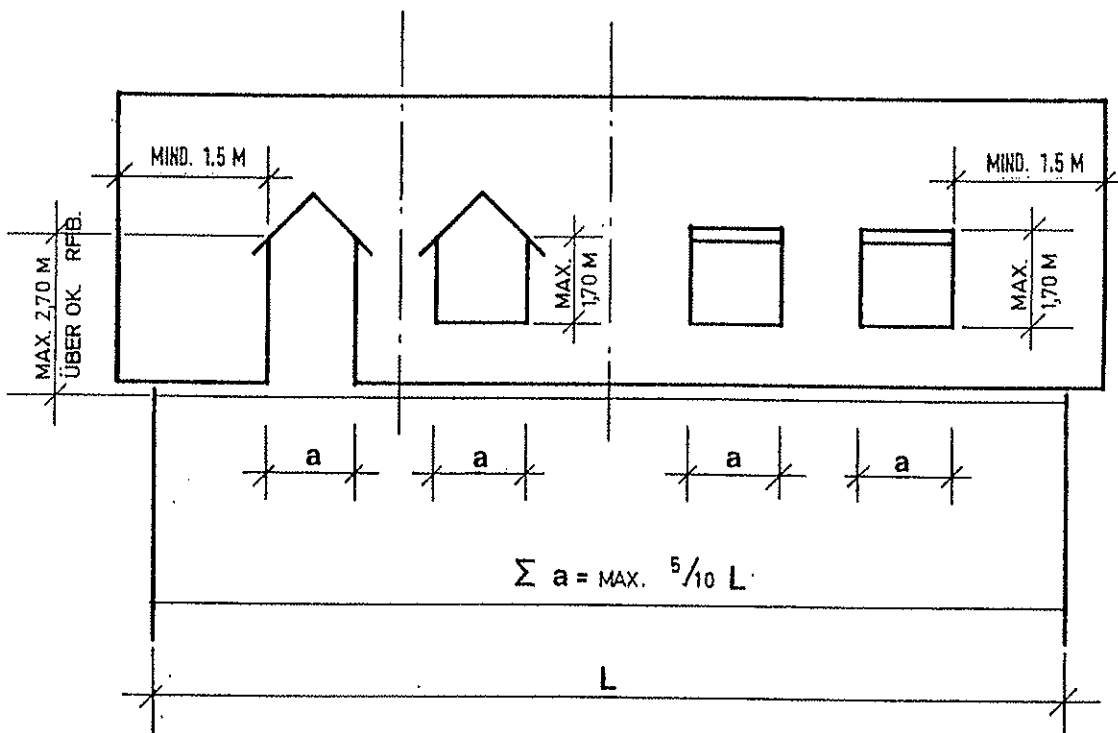 MIND. 1.5 M
MIND. 1.5 M
MAX. 2,70 M
ÜBER OK. RFB.
MAX.
1,70 M
MAX.
1,70 M
a
a
a
a
Σ a = MAX. 5/10 L
L